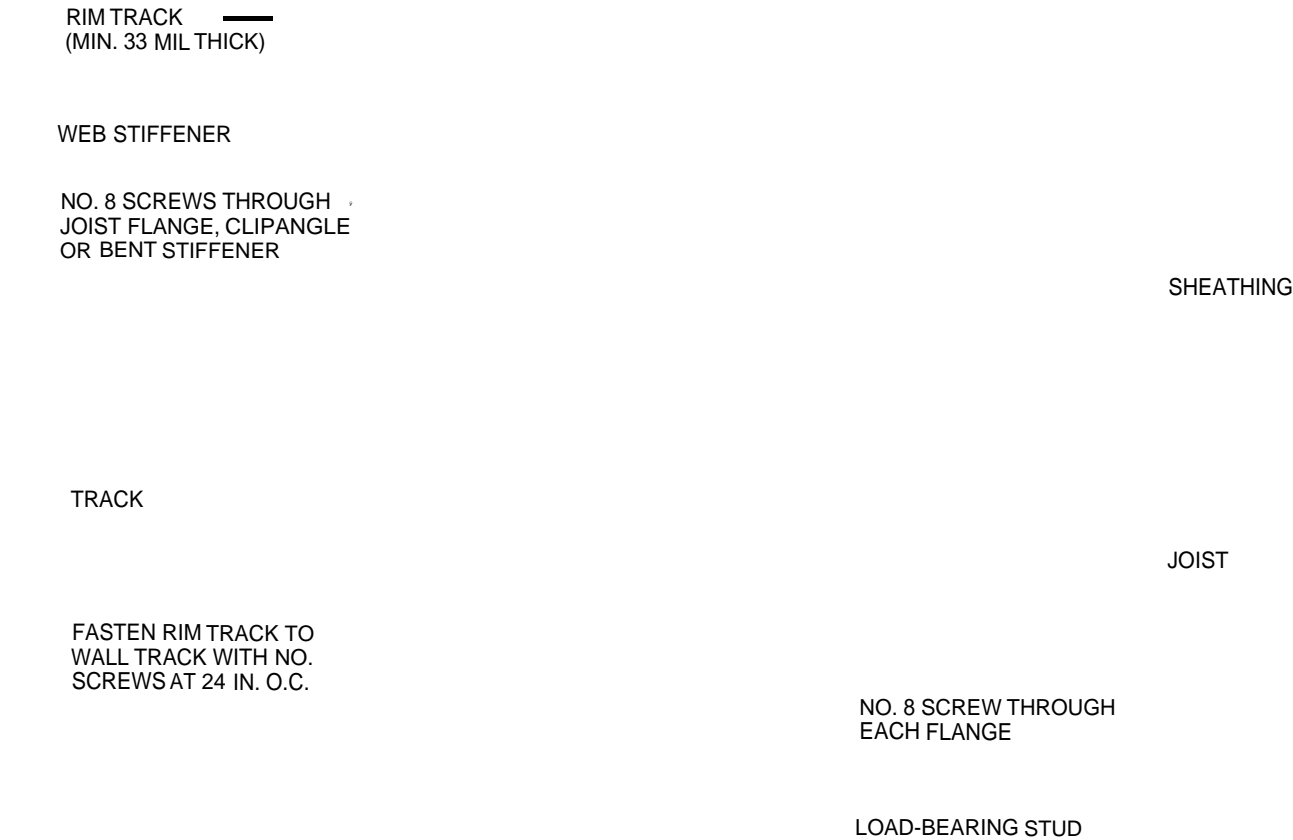 RIM TRACK
(MIN. 33 MIL THICK)
WEB STIFFENER
NO. 8 SCREWS THROUGH
JOIST FLANGE, CLIPANGLE
OR BENT STIFFENER
SHEATHING
TRACK
JOIST
FASTEN RIM TRACK TO
WALL TRACK WITH NO.
SCREWS AT 24 IN. O.C.
NO. 8 SCREW THROUGH
EACH FLANGE
LOAD-BEARING STUD